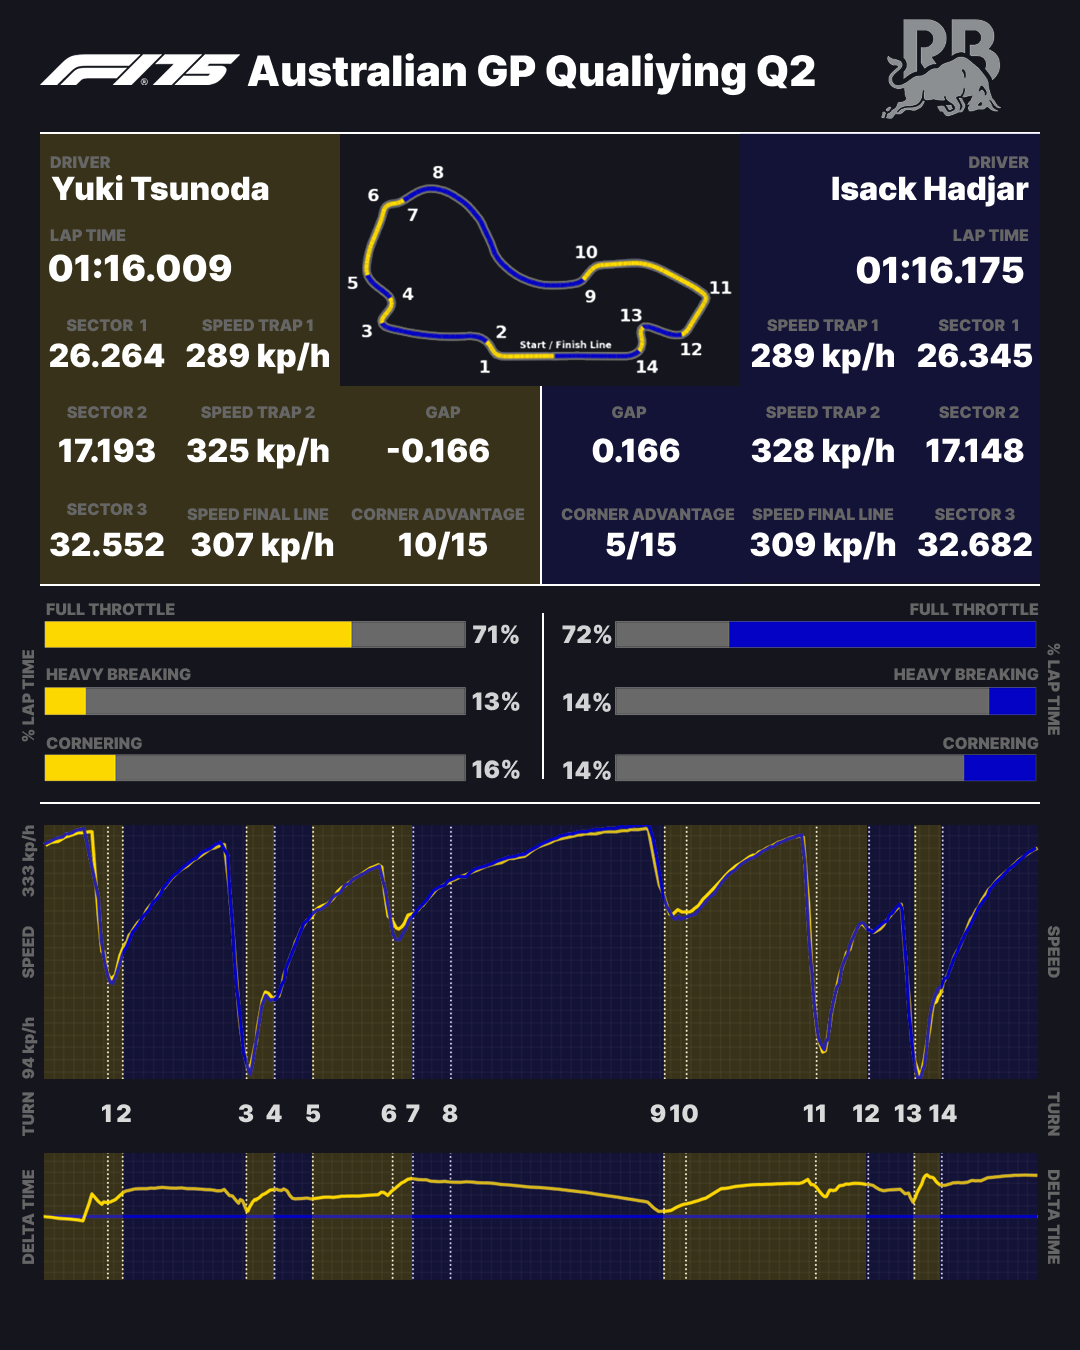 F1.75 Australian GP Qualiying Q2
RB
DRIVER
Yuki Tsunoda
LAP TIME
01:16.009
SECTOR 1
SPEED TRAP 1
26.264
289 kp/h
SECTOR 2
SPEED TRAP 2
GAP
17.193
325 kp/h
-0.166
SECTOR 3
SPEED FINAL LINE
CORNER ADVANTAGE
32.552
307 kp/h
10/15
8
6
7
5
4
3
2
1
Start / Finish Line
10
9
11
13
12
14
DRIVER
Isack Hadjar
LAP TIME
01:16.175
SPEED TRAP 1
SECTOR 1
289 kp/h
26.345
GAP
SPEED TRAP 2
SECTOR 2
0.166
328 kp/h
17.148
CORNER ADVANTAGE
SPEED FINAL LINE
SECTOR 3
5/15
309 kp/h
32.682
% LAP TIME
FULL THROTTLE
71%
HEAVY BREAKING
13%
CORNERING
16%
FULL THROTTLE
72%
HEAVY BREAKING
14%
CORNERING
14%
% LAP TIME
333 kp/h
SPEED
94 kp/h
SPEED
TURN
1 2 3 4 5 6 7 8 9 10 11 12 13 14
TURN
DELTA TIME
DELTA TIME